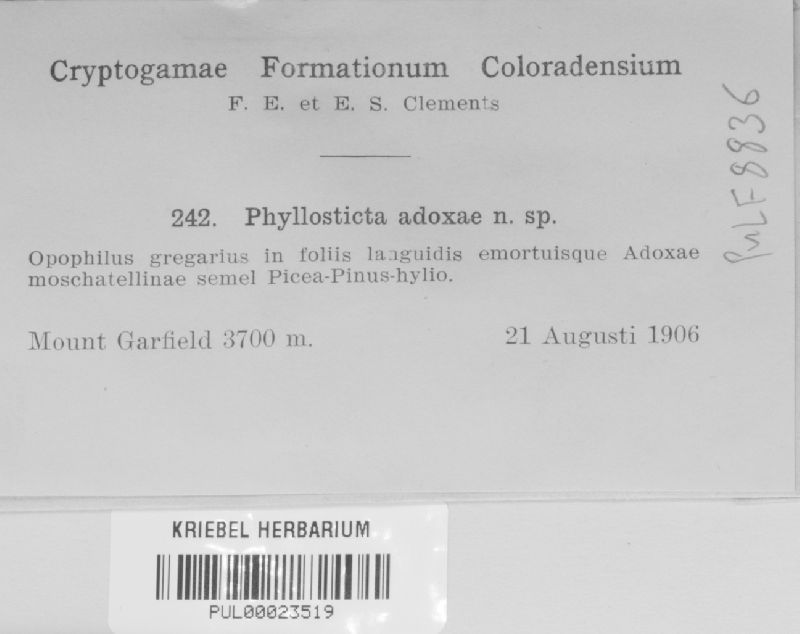 Cryptogamae Formationum Coloradensium
F. E. et E. S. Clements
242. Phyllosticta adoxae n. sp.
Opophilus gregarius in foliis languidis emortuisque Adoxae
moschatellinae semel Picea-Pinus-hylio.
Mount Garfield 3700 m. 21 Augusti 1906
PuLF8836
KRIEBEL HERBARIUM
PUL00023519